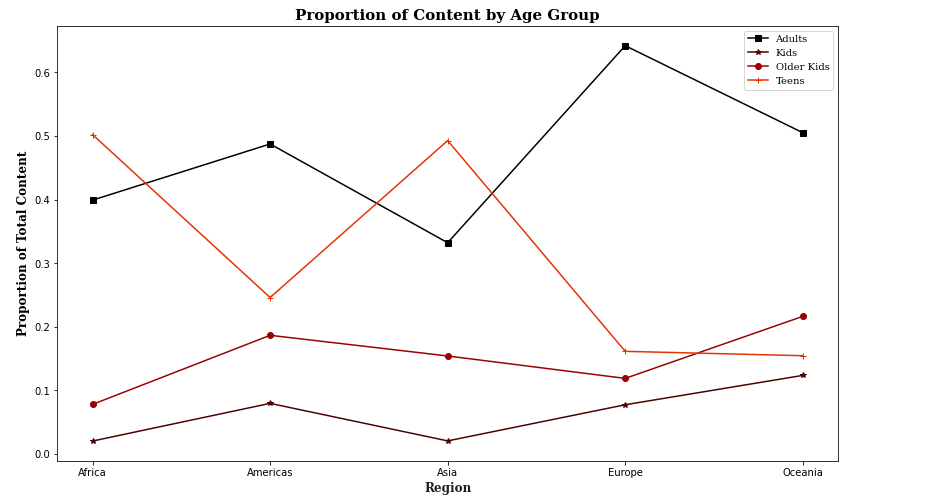 Proportion of Content by Age Group
Adults
Kids
Older Kids
Teens
Proportion of Total Content
0.6
0.5
0.4
0.3
0.2
0.1
0.0
Africa
Americas
Asia
Europe
Oceania
Region